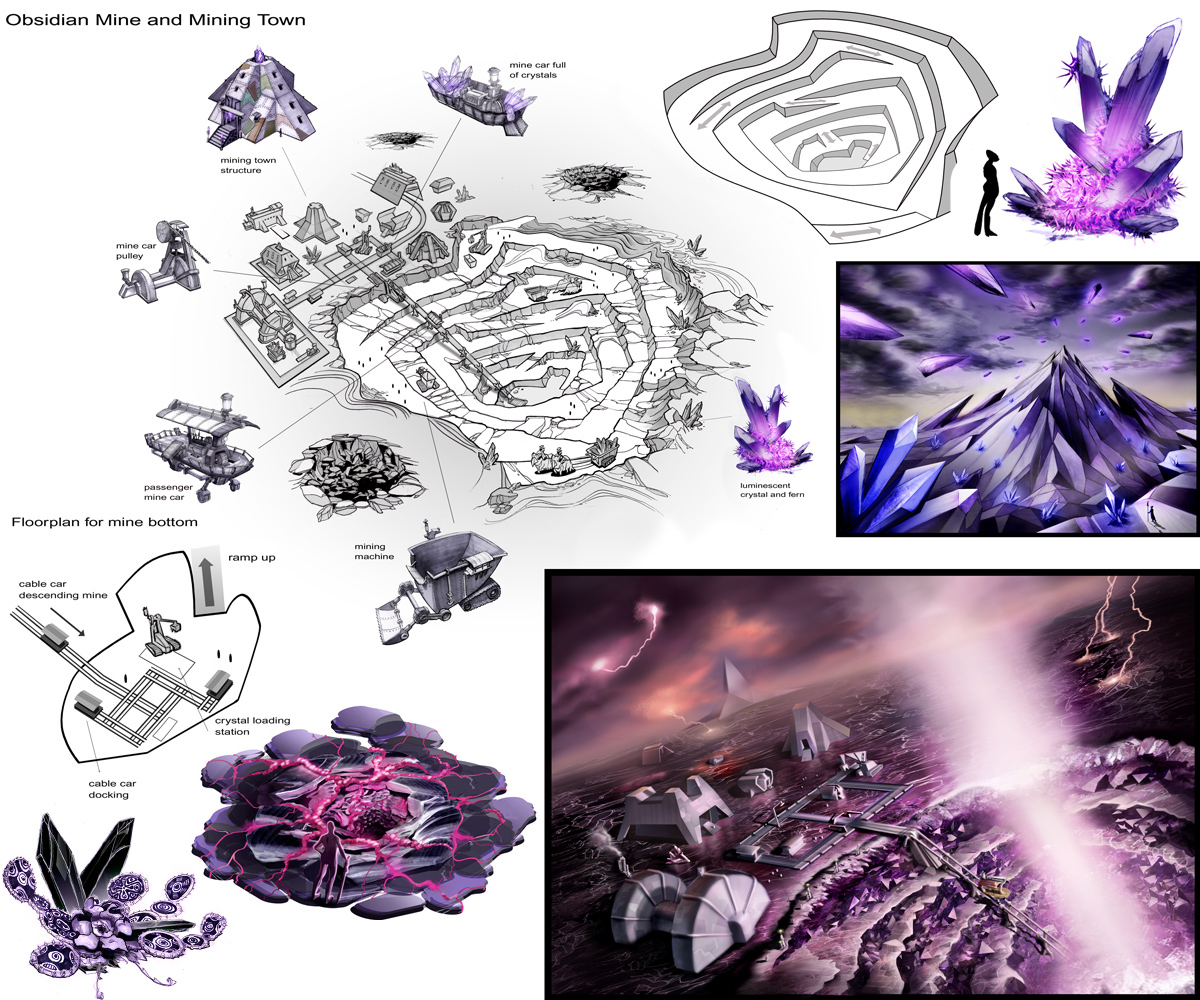 Obsidian Mine and Mining Town
mine car full
of crystals
mining town
structure
mine car
pulley
passenger
mine car
luminescent
crystal and fern
Floorplan for mine bottom
mining
machine
ramp up
cable car
descending mine
crystal loading
station
cable car
docking